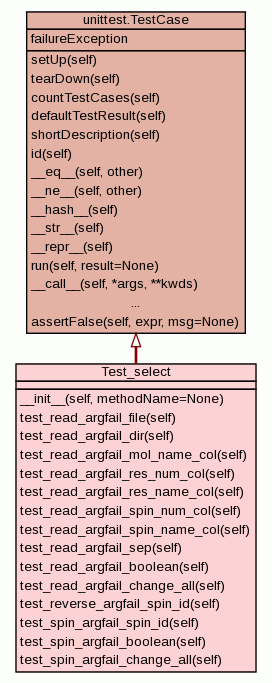 unittest.TestCase
failureException
setUp(self)
tearDown(self)
countTestCases(self)
defaultTestResult(self)
shortDescription(self)
id(self)
__eq__(self, other)
__ne__(self, other)
__hash__(self)
__str__(self)
__repr__(self)
run(self, result=None)
__call__(self, *args, **kwds)
...
assertFalse(self, expr, msg=None)
Test_select
__init__(self, methodName=None)
test_read_argfail_file(self)
test_read_argfail_dir(self)
test_read_argfail_mol_name_col(self)
test_read_argfail_res_num_col(self)
test_read_argfail_res_name_col(self)
test_read_argfail_spin_num_col(self)
test_read_argfail_spin_name_col(self)
test_read_argfail_sep(self)
test_read_argfail_boolean(self)
test_read_argfail_change_all(self)
test_reverse_argfail_spin_id(self)
test_spin_argfail_spin_id(self)
test_spin_argfail_boolean(self)
test_spin_argfail_change_all(self)